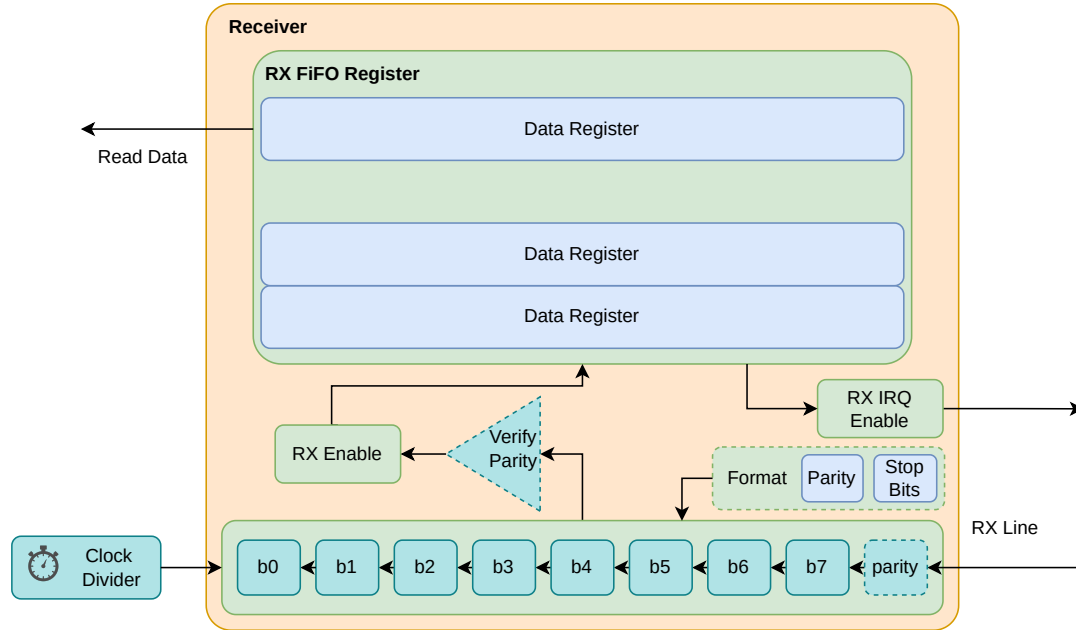 Receiver
RX FiFO Register
Data Register
Read Data
Data Register
Data Register
RX IRQ
Enable
Verify
Parity
RX Enable
Format
Parity
Stop
Bits
RX Line
Clock
Divider
b0
b1
b2
b3
b4
b5
b6
b7
parity